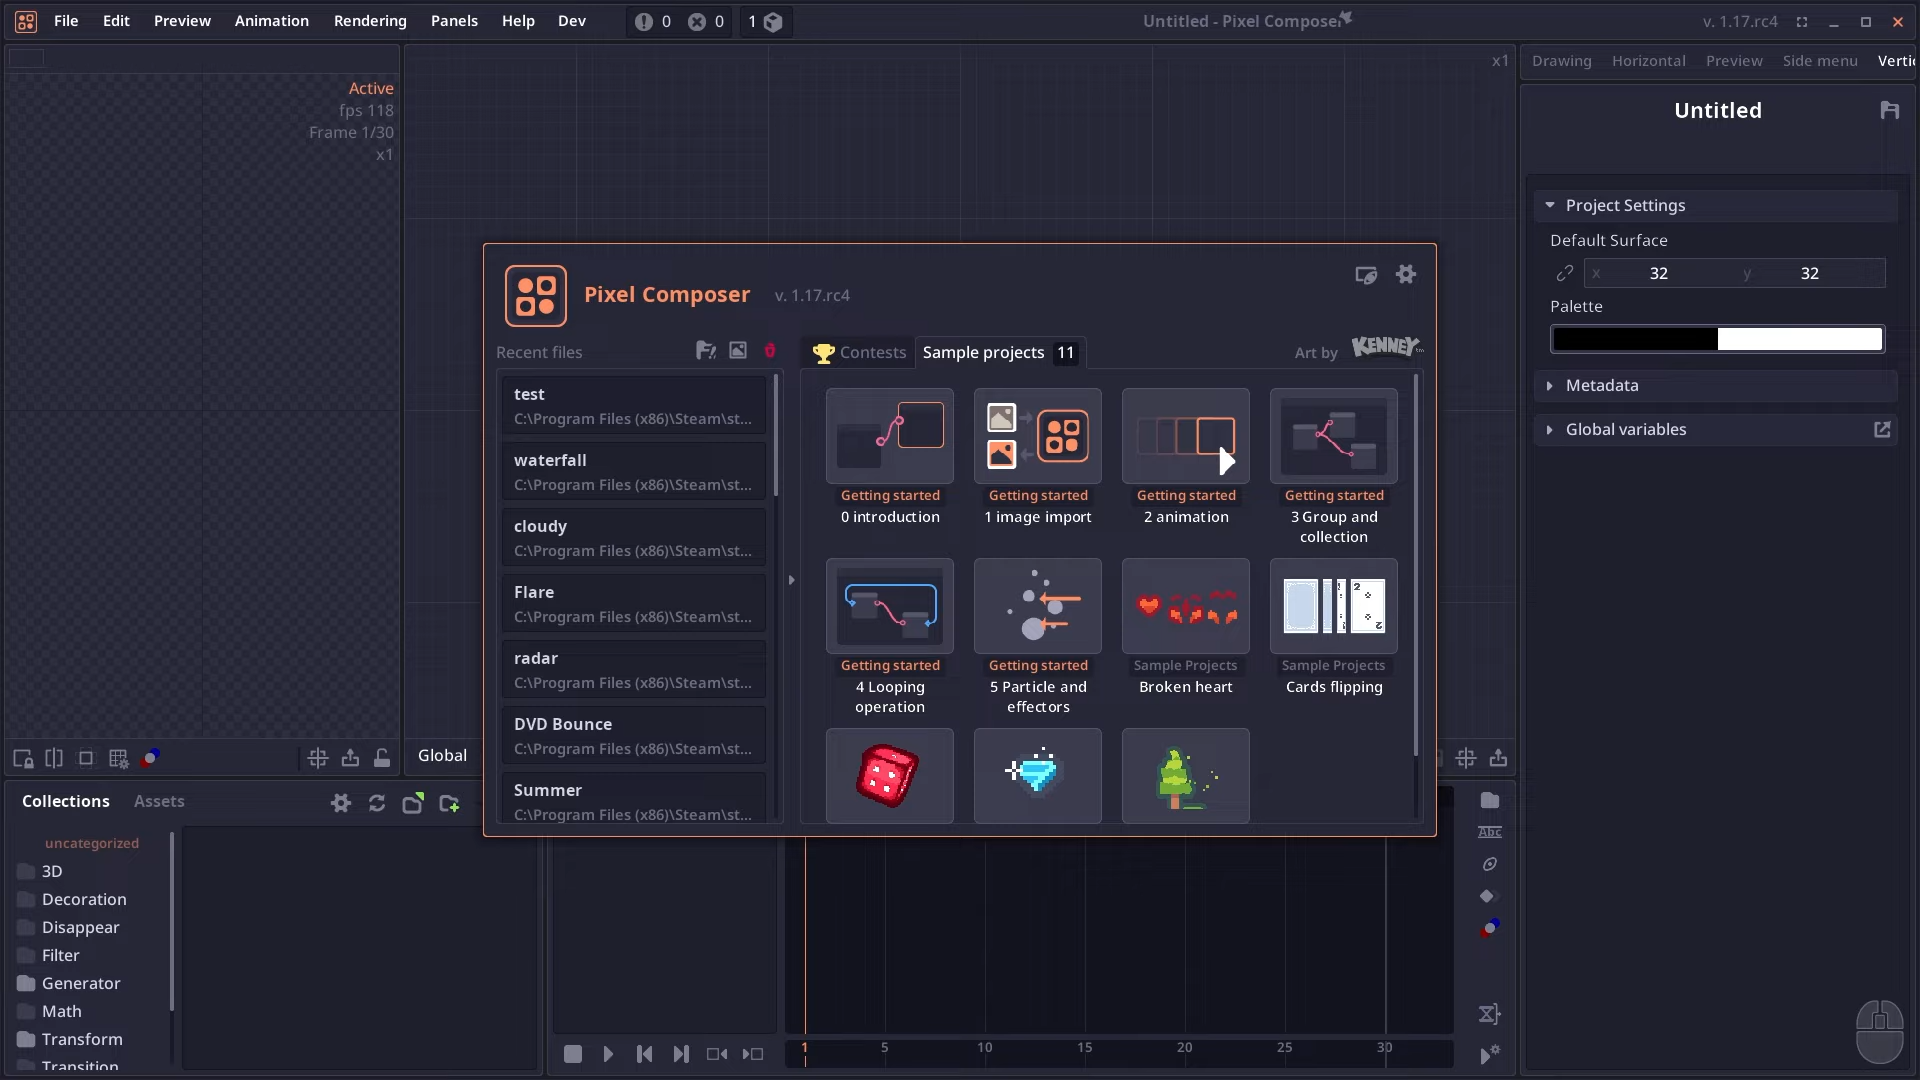 File Edit Preview Animation Rendering Panels Help Dev 0 0 1 Untitled - Pixel Composer v. 1.17.rc4
Active
fps 118
Frame 1/30
x1
x1
Drawing Horizontal Preview Side menu Vertic
Untitled
Project Settings
Default Surface
x 32 y 32
Palette
Metadata
Global variables
Pixel Composer v. 1.17.rc4
Recent files
Contests Sample projects 11 Art by KENNEY
test
C:\Program Files (x86)\Steam\st...
waterfall
C:\Program Files (x86)\Steam\st...
cloudy
C:\Program Files (x86)\Steam\st...
Flare
C:\Program Files (x86)\Steam\st...
radar
C:\Program Files (x86)\Steam\st...
DVD Bounce
C:\Program Files (x86)\Steam\st...
Summer
C:\Program Files (x86)\Steam\st...
Getting started
0 introduction
Getting started
1 image import
Getting started
2 animation
Getting started
3 Group and
collection
Getting started
4 Looping
operation
Getting started
5 Particle and
effectors
Sample Projects
Broken heart
Sample Projects
Cards flipping
Global
Collections Assets
uncategorized
3D
Decoration
Disappear
Filter
Generator
Math
Transform
Transition
Abc
1 5 10 15 20 25 30